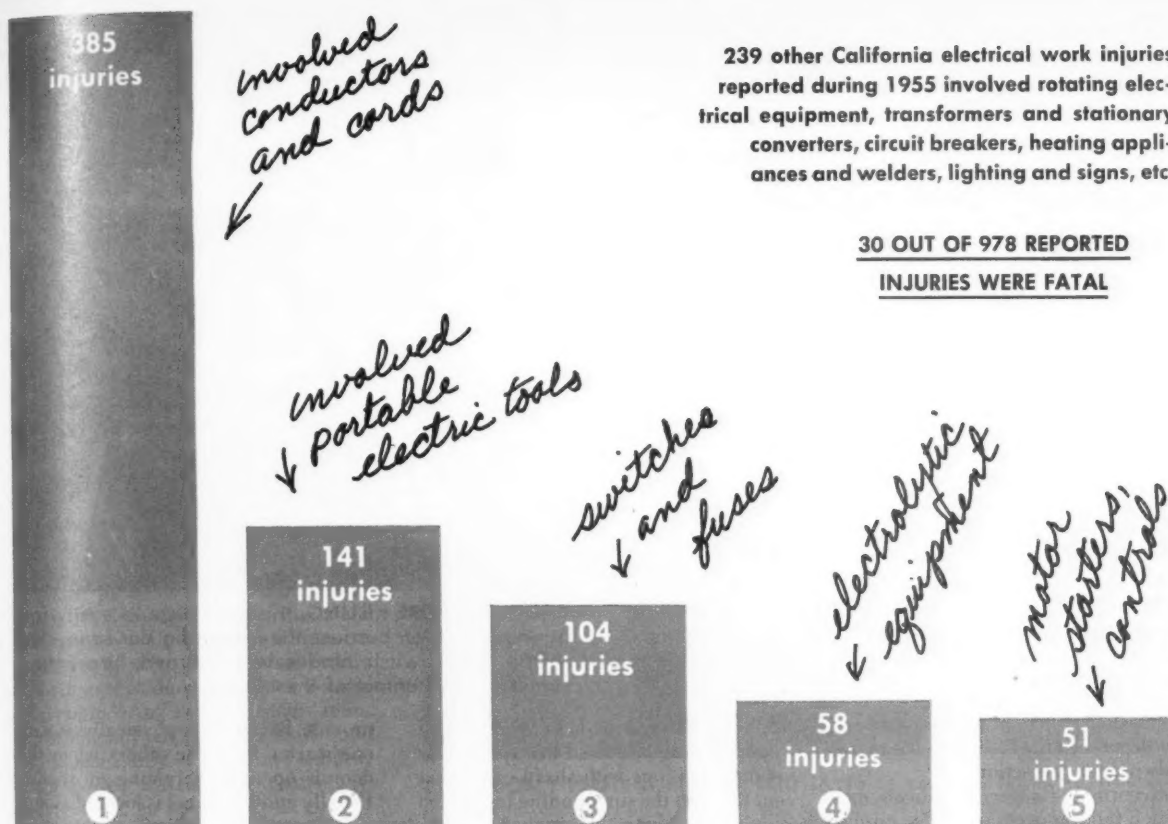 385
injuries
involved
conductors
and cords
239 other California electrical work injuries
reported during 1955 involved rotating elec-
trical equipment, transformers and stationary
converters, circuit breakers, heating appli-
ances and welders, lighting and signs, etc
30 OUT OF 978 REPORTED
INJURIES WERE FATAL
involved
portable
electric tools
switches
and
fuses
electrolytic
equipment
motor
starters,
controls
141
injuries
104
injuries
58
injuries
51
injuries
1
2
3
4
5